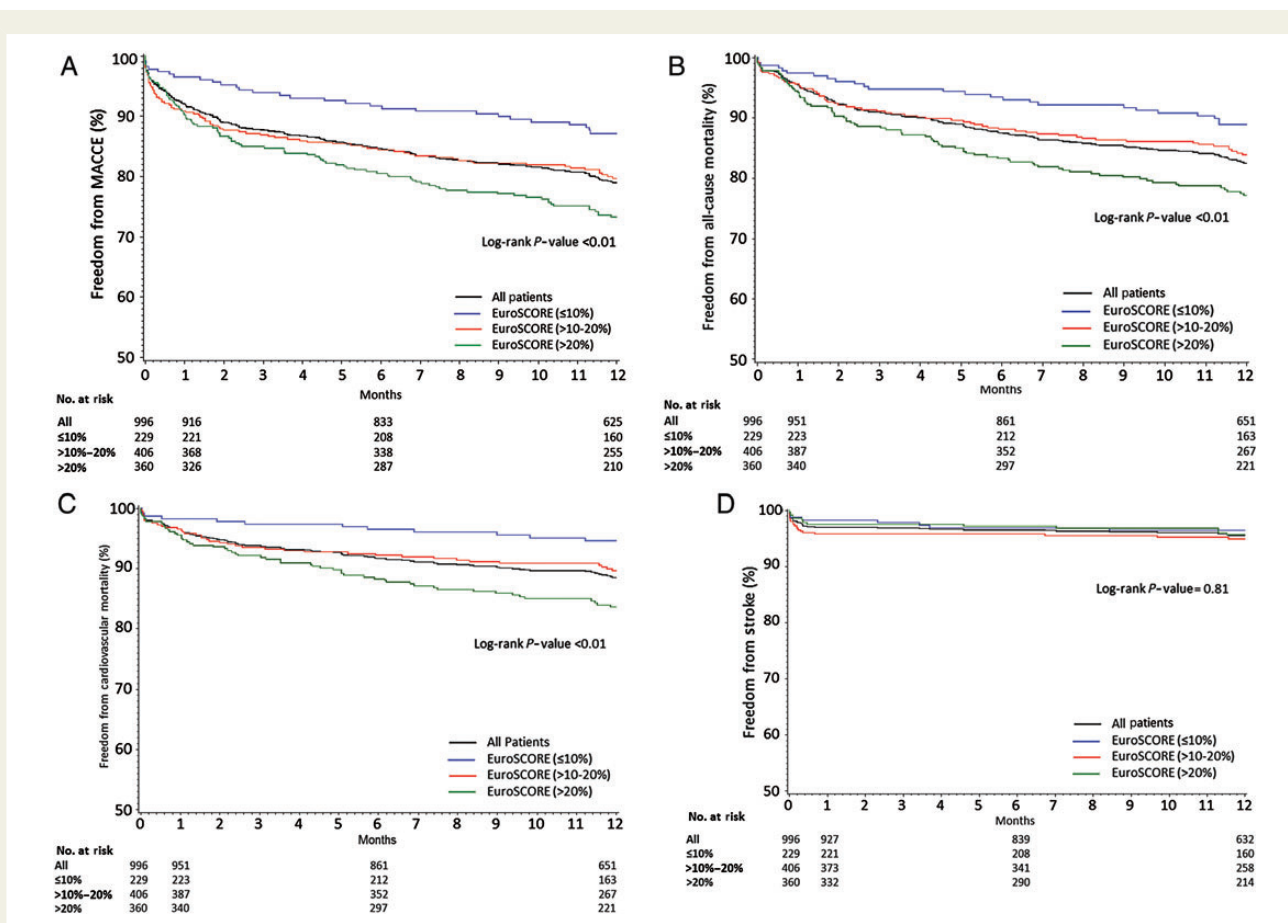 A
Freedom from MACCE (%)
100
90
80
70
60
50
Log-rank P-value <0.01
All patients
EuroSCORE (≤10%)
EuroSCORE (>10-20%)
EuroSCORE (>20%)
0 1 2 3 4 5 6 7 8 9 10 11 12
Months
No. at risk
All 996 916 833 625
≤10% 229 221 208 160
>10%–20% 406 368 338 255
>20% 360 326 287 210
B
Freedom from all-cause mortality (%)
100
90
80
70
60
50
Log-rank P-value <0.01
All patients
EuroSCORE (≤10%)
EuroSCORE (>10-20%)
EuroSCORE (>20%)
0 1 2 3 4 5 6 7 8 9 10 11 12
Months
No. at risk
All 996 951 861 651
≤10% 229 223 212 163
>10%–20% 406 387 352 267
>20% 360 340 297 221
C
Freedom from cardiovascular mortality (%)
100
90
80
70
60
50
Log-rank P-value <0.01
All Patients
EuroSCORE (≤10%)
EuroSCORE (>10-20%)
EuroSCORE (>20%)
0 1 2 3 4 5 6 7 8 9 10 11 12
Months
No. at risk
All 996 951 861 651
≤10% 229 223 212 163
>10%–20% 406 387 352 267
>20% 360 340 297 221
D
Freedom from stroke (%)
100
90
80
70
60
50
Log-rank P-value = 0.81
All patients
EuroSCORE (≤10%)
EuroSCORE (>10-20%)
EuroSCORE (>20%)
0 1 2 3 4 5 6 7 8 9 10 11 12
Months
No. at risk
All 996 927 839 632
≤10% 229 221 208 160
>10%–20% 406 373 341 258
>20% 360 332 290 214